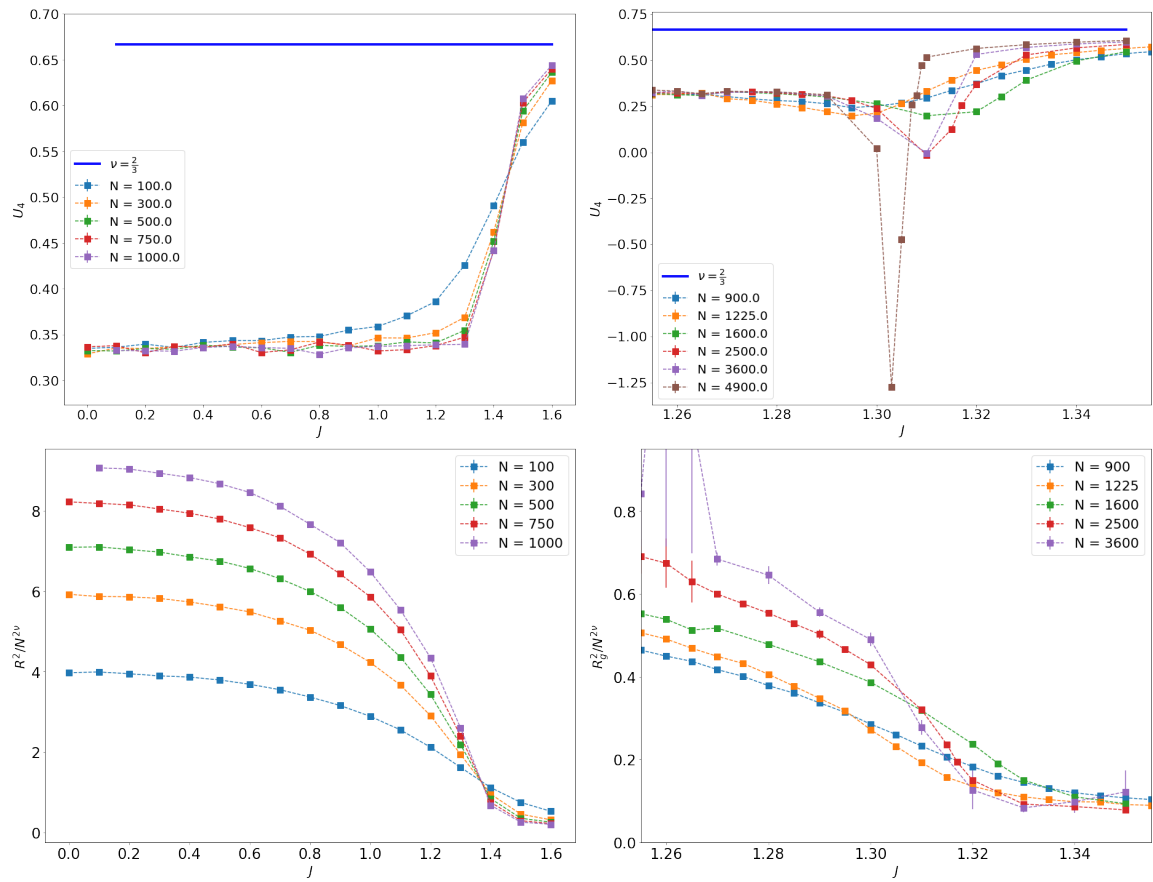 0.70
0.65
0.60
0.55
0.50
0.45
0.40
0.35
0.30
U₄
ν = 2/3
N = 100.0
N = 300.0
N = 500.0
N = 750.0
N = 1000.0
0.0 0.2 0.4 0.6 0.8 1.0 1.2 1.4 1.6
J
0.75
0.50
0.25
0.00
−0.25
−0.50
−0.75
−1.00
−1.25
U₄
ν = 2/3
N = 900.0
N = 1225.0
N = 1600.0
N = 2500.0
N = 3600.0
N = 4900.0
1.26 1.28 1.30 1.32 1.34
J
8
6
4
2
0
R²/N²ᵛ
N = 100
N = 300
N = 500
N = 750
N = 1000
0.0 0.2 0.4 0.6 0.8 1.0 1.2 1.4 1.6
J
0.8
0.6
0.4
0.2
0.0
R_g²/N²ᵛ
N = 900
N = 1225
N = 1600
N = 2500
N = 3600
1.26 1.28 1.30 1.32 1.34
J